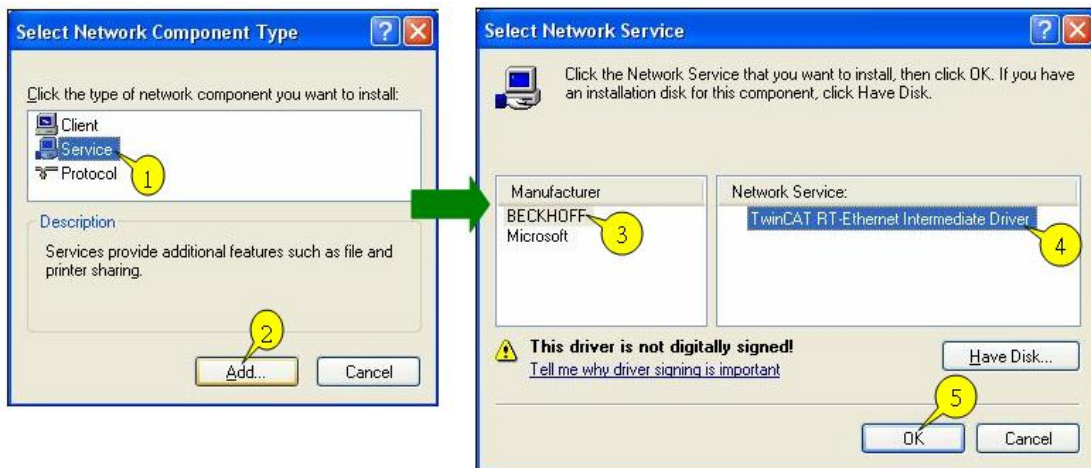 Select Network Component Type
Click the type of network component you want to install:
Client
Service
Protocol
1
Description
Services provide additional features such as file and
printer sharing.
2
Add...
Cancel
Select Network Service
Click the Network Service that you want to install, then click OK. If you have
an installation disk for this component, click Have Disk.
Manufacturer
BECKHOFF
Microsoft
3
Network Service:
TwinCAT RT-Ethernet Intermediate Driver
4
This driver is not digitally signed!
Tell me why driver signing is important
Have Disk...
5
OK
Cancel